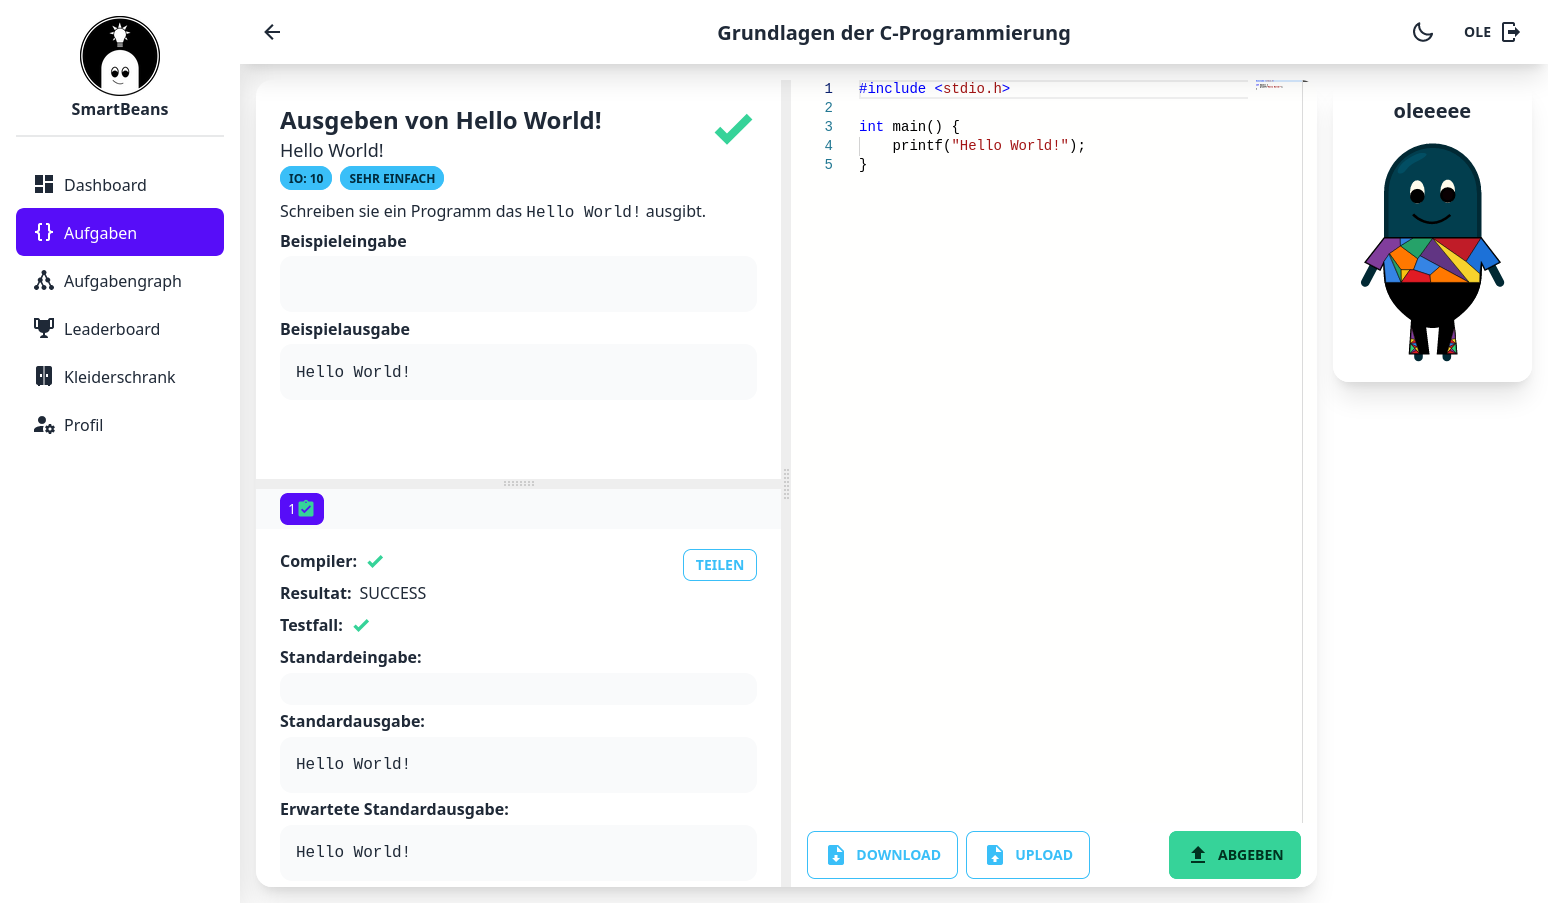 SmartBeans
Dashboard
Aufgaben
Aufgabengraph
Leaderboard
Kleiderschrank
Profil
Grundlagen der C-Programmierung
OLE
Ausgeben von Hello World!
Hello World!
IO: 10 SEHR EINFACH
Schreiben sie ein Programm das Hello World! ausgibt.
Beispieleingabe
Beispielausgabe
Hello World!
1
Compiler:
TEILEN
Resultat: SUCCESS
Testfall:
Standardeingabe:
Standardausgabe:
Hello World!
Erwartete Standardausgabe:
Hello World!
1 #include <stdio.h>
2
3 int main() {
4     printf("Hello World!");
5 }
DOWNLOAD UPLOAD ABGEBEN
oleeeee